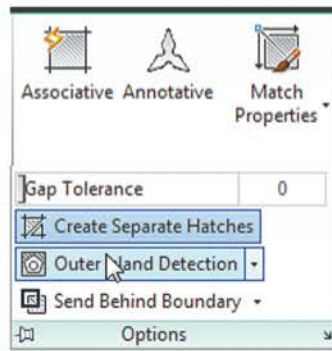 Associative Annotative Match
Properties
Gap Tolerance 0
Create Separate Hatches
Outer Island Detection
Send Behind Boundary
Options